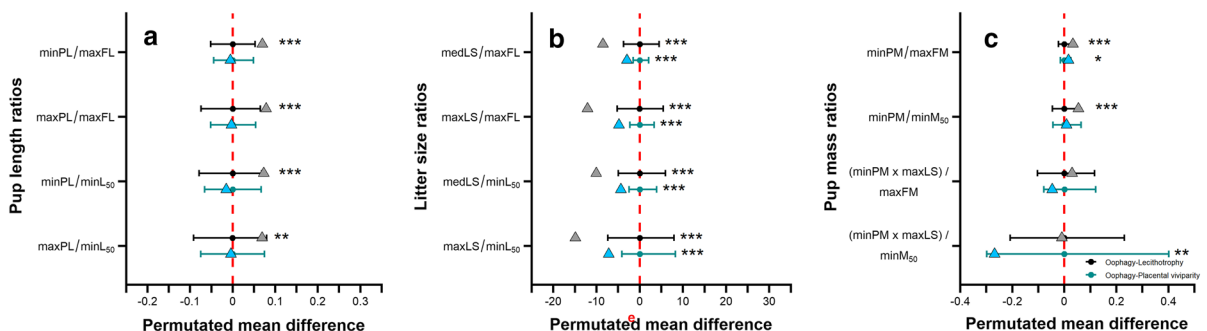 a
Pup length ratios
minPL/maxFL
***
maxPL/maxFL
***
minPL/minL50
***
maxPL/minL50
**
-0.2 0 0.1 0.2 0.3
Permutated mean difference
b
Litter size ratios
medLS/maxFL
***
***
maxLS/maxFL
***
***
medLS/minL50
***
***
maxLS/minL50
***
***
-20 -10 0 10 20 30
e
Permutated mean difference
c
Pup mass ratios
minPM/maxFM
***
*
minPM/minM50
***
(minPM x maxLS) /
maxFM
(minPM x maxLS) /
minM50
**
Oophagy-Lecithotrophy
Oophagy-Placental viviparity
-0.4 -0.2 0 0.2 0.4
Permutated mean difference